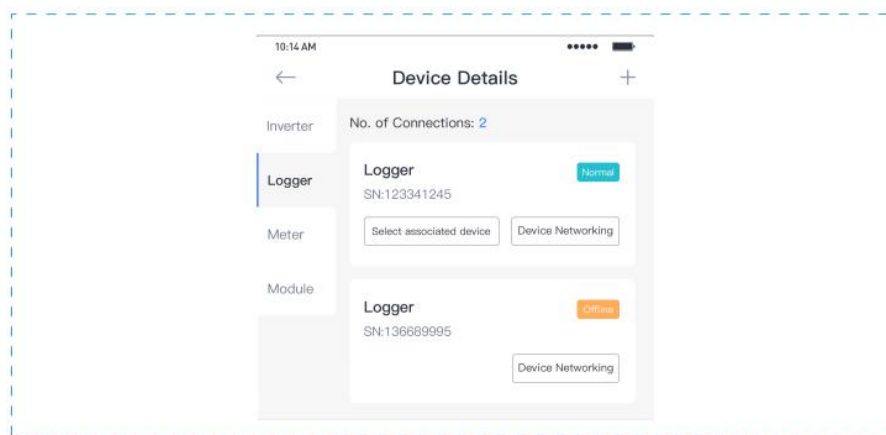 10:14 AM
Device Details
Inverter
No. of Connections: 2
Logger
Logger
Normal
SN:123341245
Meter
Select associated device
Device Networking
Module
Logger
Offline
SN:136689995
Device Networking